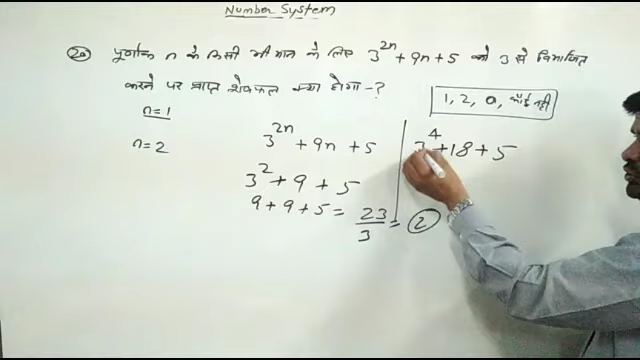 Number System
20 पूर्णांक n के किसी भी मान के लिए 3^2n + 9n + 5 को 3 से विभाजित
करने पर प्राप्त शेषफल क्या होगा - ?
1, 2, 0, कोई नहीं
n = 1
n = 2
3^2n + 9n + 5
3^2 + 9 + 5
9 + 9 + 5 = 23/3 = 2
3^4 + 18 + 5